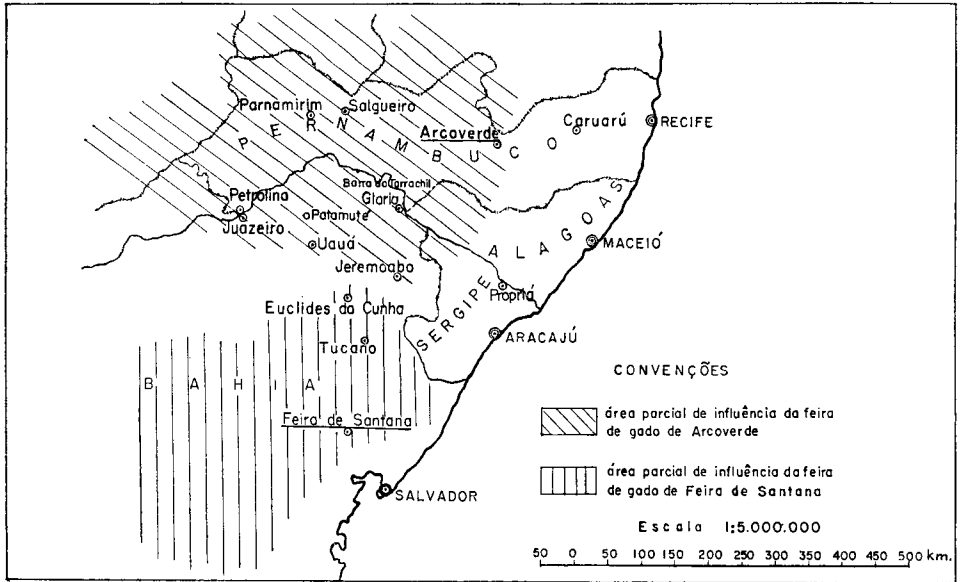 Parnamirim
Salgueiro
PERNAMBUCO
Arcoverde
Caruarú
RECIFE
Barra do Tarrachil
Gloria
Petrolina
Juazeiro
Patamuté
Uauá
Jeremoabo
ALAGOAS
MACEIÓ
Propriá
SERGIPE
ARACAJÚ
Euclides da Cunha
Tucano
BAHIA
Feira de Santana
SALVADOR
CONVENÇÕES
área parcial de influência da feira
de gado de Arcoverde
área parcial de influência da feira
de gado de Feira de Santana
Escala 1:5.000.000
50 0 50 100 150 200 250 300 350 400 450 500 km.